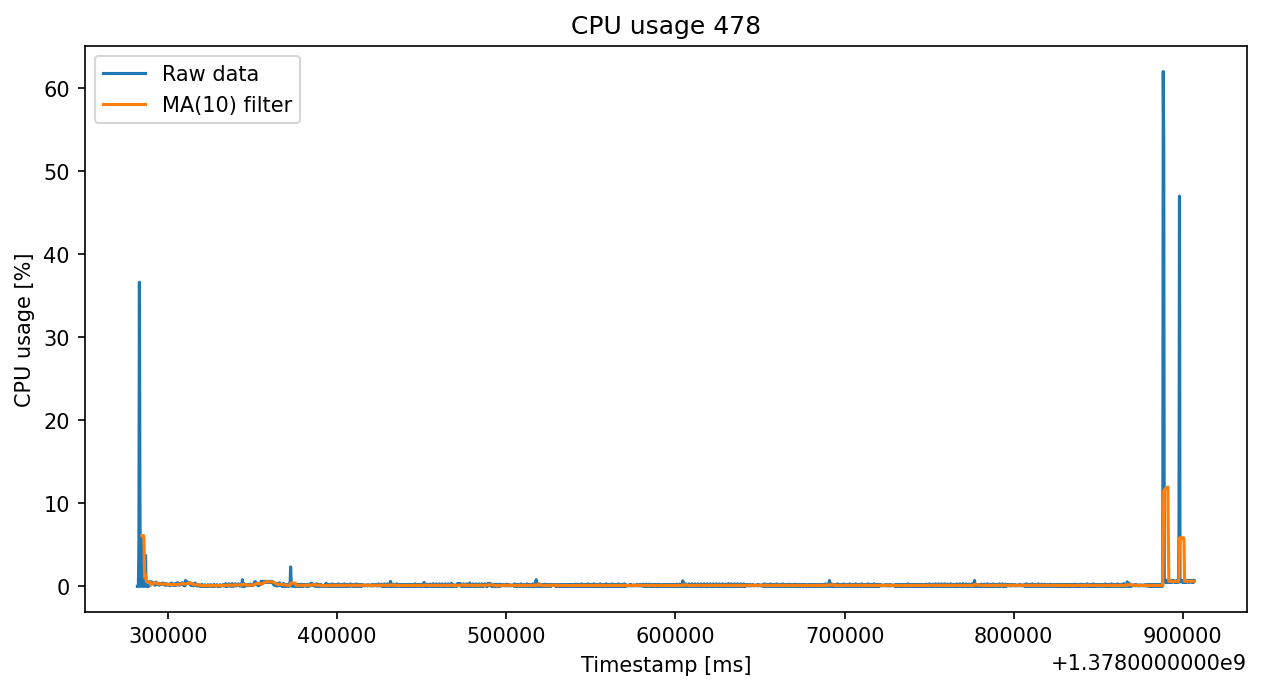 CPU usage 478
Raw data
MA(10) filter
CPU usage [%]
60
50
40
30
20
10
0
300000 400000 500000 600000 700000 800000 900000
Timestamp [ms]
+1.3780000000e9